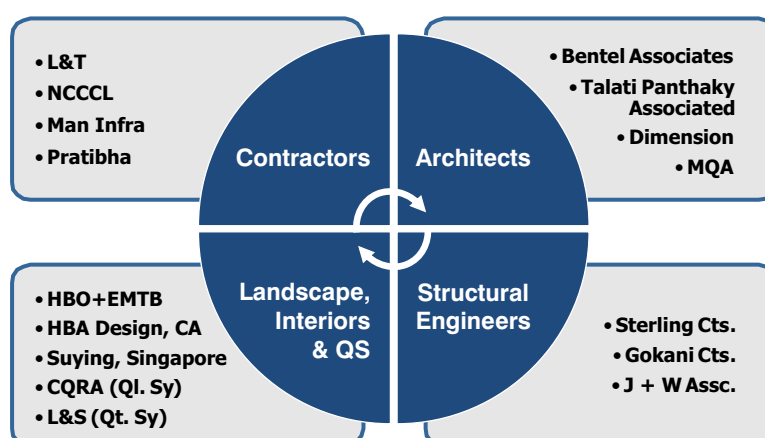 • L&T
• NCCCL
• Man Infra
• Pratibha
Contractors
Architects
• Bentel Associates
• Talati Panthaky
Associated
• Dimension
• MQA
• HBO+EMTB
• HBA Design, CA
• Suying, Singapore
• CQRA (Ql. Sy)
• L&S (Qt. Sy)
Landscape,
Interiors
& QS
Structural
Engineers
• Sterling Cts.
• Gokani Cts.
• J + W Assc.